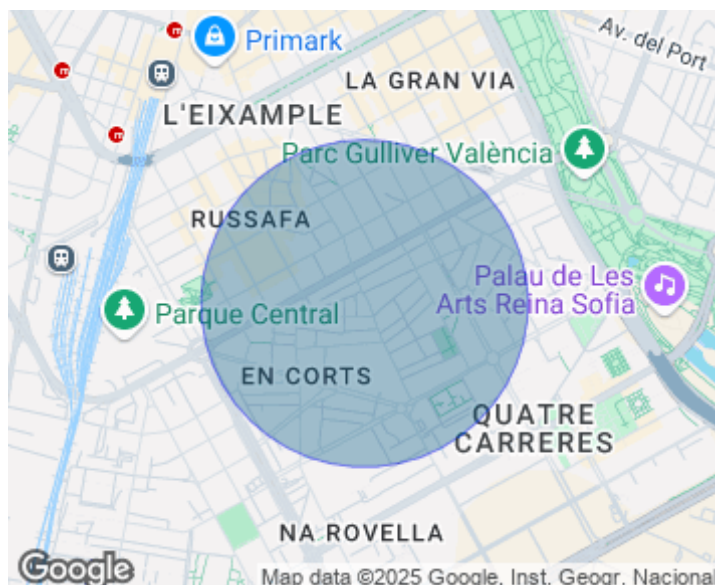 Primark
Av. del Port
LA GRAN VIA
L'EIXAMPLE
Parc Gulliver València
RUSSAFA
Palau de Les
Arts Reina Sofia
Parque Central
EN CORTS
QUATRE
CARRERES
NA ROVELLA
Google
Map data ©2025 Google, Inst. Geogr. Nacional